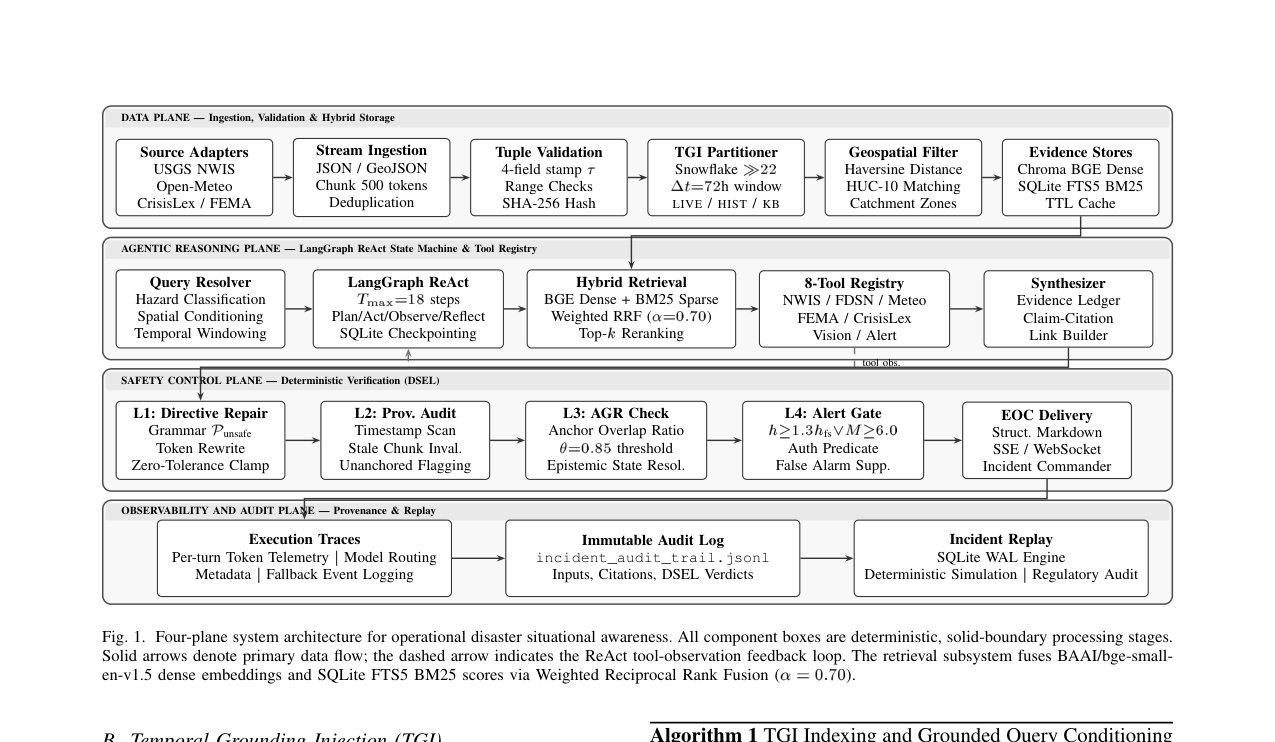 DATA PLANE — Ingestion, Validation & Hybrid Storage
Source Adapters
USGS NWIS
Open-Meteo
CrisisLex / FEMA
Stream Ingestion
JSON / GeoJSON
Chunk 500 tokens
Deduplication
Tuple Validation
4-field stamp τ
Range Checks
SHA-256 Hash
TGI Partitioner
Snowflake ≫22
Δt=72h window
LIVE / HIST / KB
Geospatial Filter
Haversine Distance
HUC-10 Matching
Catchment Zones
Evidence Stores
Chroma BGE Dense
SQLite FTS5 BM25
TTL Cache
AGENTIC REASONING PLANE — LangGraph ReAct State Machine & Tool Registry
Query Resolver
Hazard Classification
Spatial Conditioning
Temporal Windowing
LangGraph ReAct
Tmax=18 steps
Plan/Act/Observe/Reflect
SQLite Checkpointing
Hybrid Retrieval
BGE Dense + BM25 Sparse
Weighted RRF (α=0.70)
Top-k Reranking
8-Tool Registry
NWIS / FDSN / Meteo
FEMA / CrisisLex
Vision / Alert
Synthesizer
Evidence Ledger
Claim-Citation
Link Builder
tool obs.
SAFETY CONTROL PLANE — Deterministic Verification (DSEL)
L1: Directive Repair
Grammar 𝒫unsafe
Token Rewrite
Zero-Tolerance Clamp
L2: Prov. Audit
Timestamp Scan
Stale Chunk Inval.
Unanchored Flagging
L3: AGR Check
Anchor Overlap Ratio
θ=0.85 threshold
Epistemic State Resol.
L4: Alert Gate
h≥1.3hfs∨M≥6.0
Auth Predicate
False Alarm Supp.
EOC Delivery
Struct. Markdown
SSE / WebSocket
Incident Commander
OBSERVABILITY AND AUDIT PLANE — Provenance & Replay
Execution Traces
Per-turn Token Telemetry | Model Routing
Metadata | Fallback Event Logging
Immutable Audit Log
incident_audit_trail.jsonl
Inputs, Citations, DSEL Verdicts
Incident Replay
SQLite WAL Engine
Deterministic Simulation | Regulatory Audit
Fig. 1. Four-plane system architecture for operational disaster situational awareness. All component boxes are deterministic, solid-boundary processing stages.
Solid arrows denote primary data flow; the dashed arrow indicates the ReAct tool-observation feedback loop. The retrieval subsystem fuses BAAI/bge-small-
en-v1.5 dense embeddings and SQLite FTS5 BM25 scores via Weighted Reciprocal Rank Fusion (α = 0.70).
B. Temporal Grounding Injection (TGI)
Algorithm 1 TGI Indexing and Grounded Query Conditioning